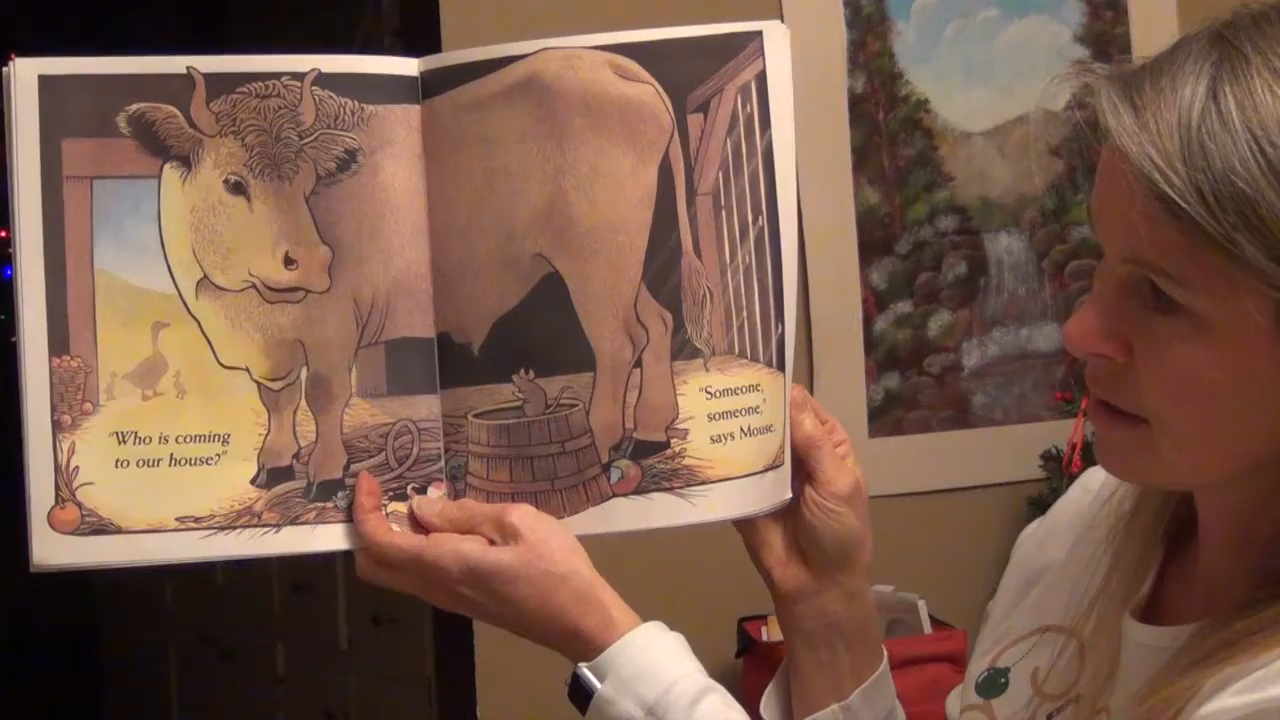 "Who is coming
to our house?"
"Someone,
someone,"
says Mouse.